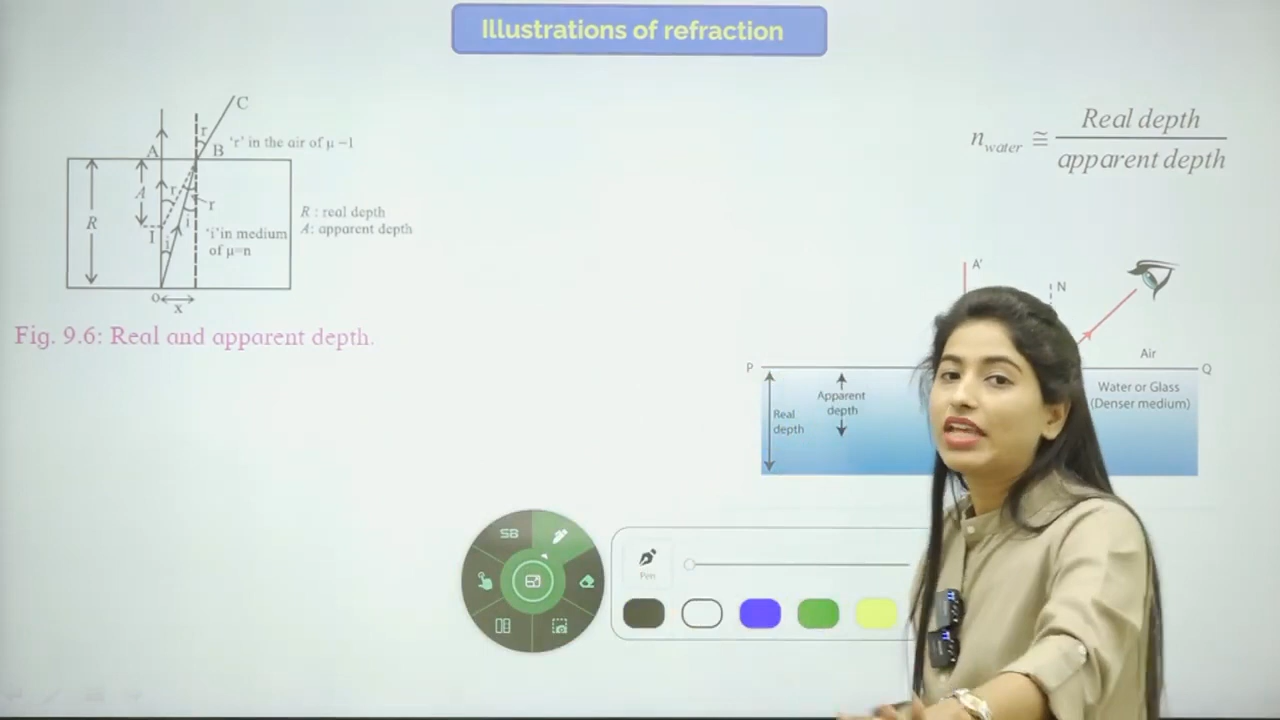 Illustrations of refraction
C
r
'r' in the air of μ –1
A
B
A
r
r
R
I
i
i
'i' in medium
of μ=n
R : real depth
A: apparent depth
O
x
Fig. 9.6: Real and apparent depth.
n water ≅ Real depth
apparent depth
A'
N
Air
P
Q
Apparent
depth
Real
depth
Water or Glass
(Denser medium)
SB
Pen